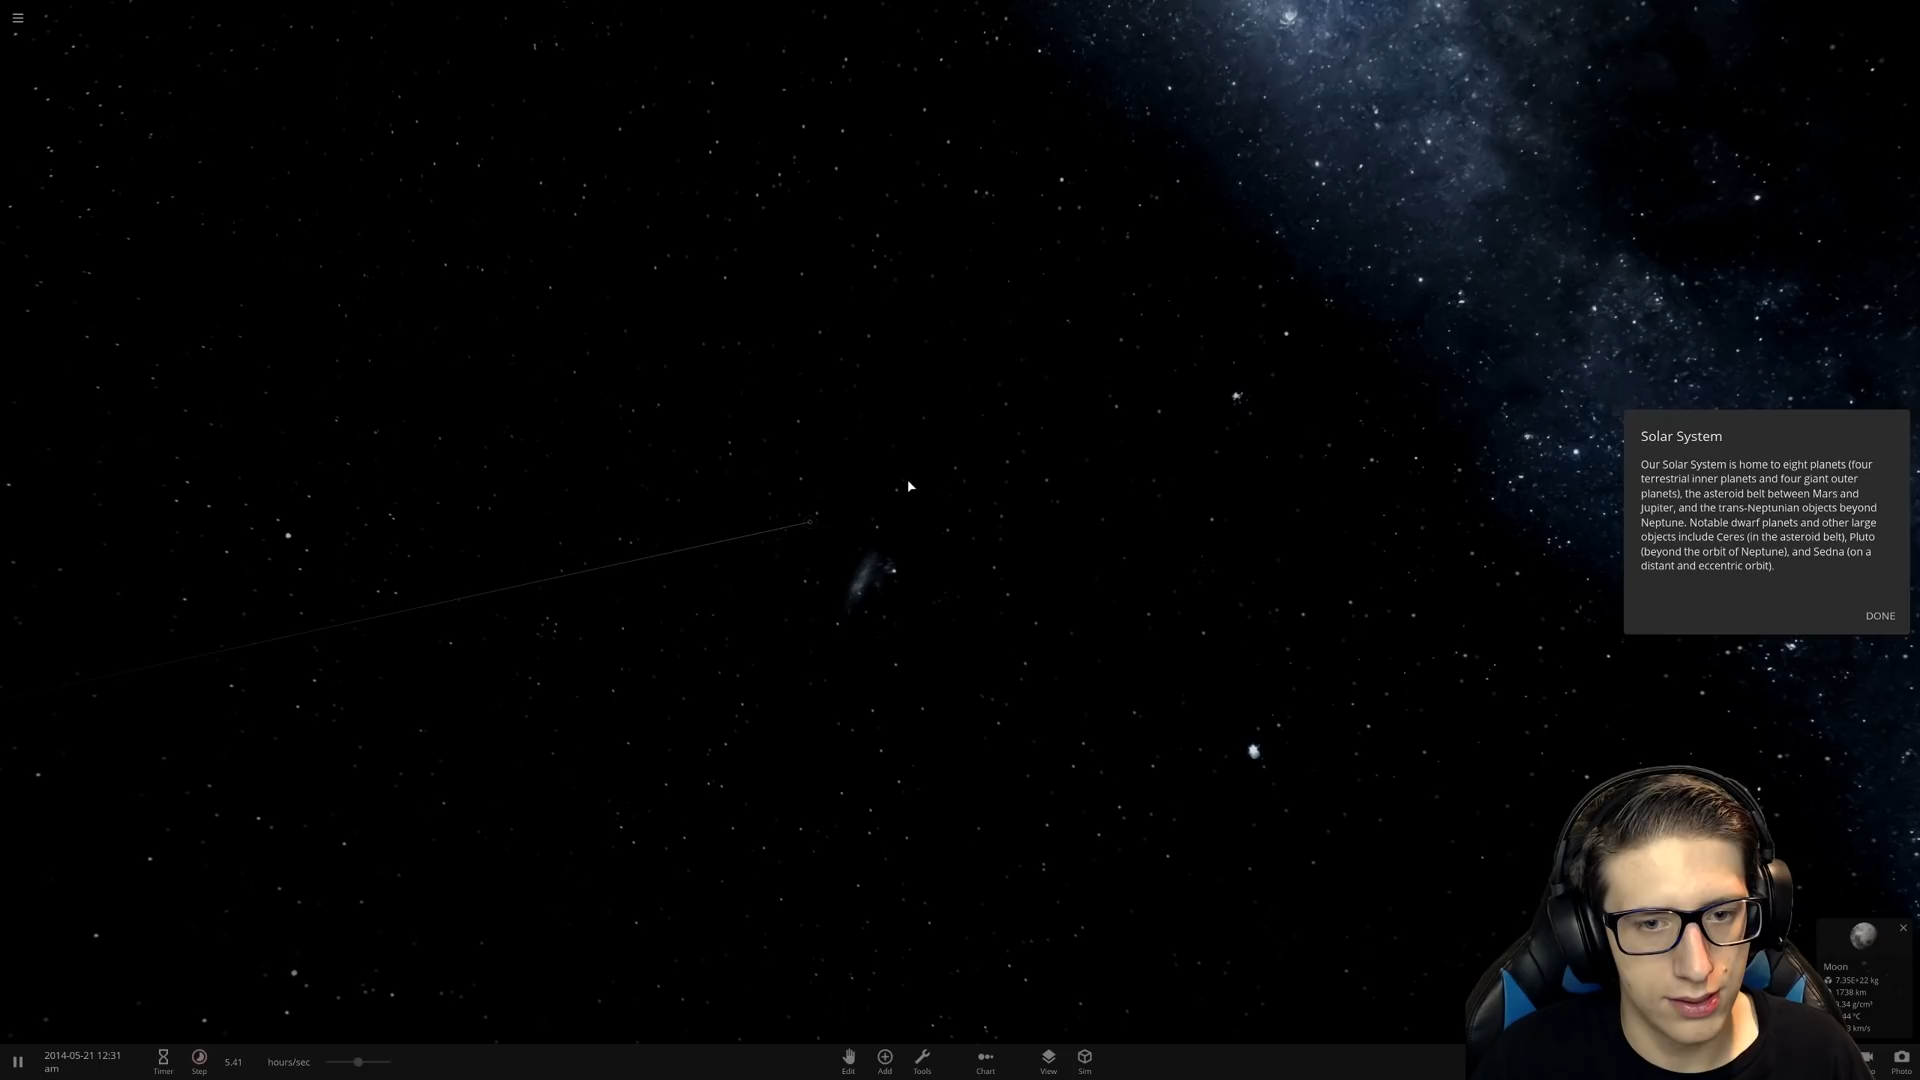 Solar System
Our Solar System is home to eight planets (four
terrestrial inner planets and four giant outer
planets), the asteroid belt between Mars and
Jupiter, and the trans-Neptunian objects beyond
Neptune. Notable dwarf planets and other large
objects include Ceres (in the asteroid belt), Pluto
(beyond the orbit of Neptune), and Sedna (on a
distant and eccentric orbit).
DONE
Moon
7.35E+22 kg
1738 km
3.34 g/cm³
°C
km/s
2014-05-21 12:31
am
Timer
Step
5.41
hours/sec
Edit
Add
Tools
Chart
View
Sim
Photo